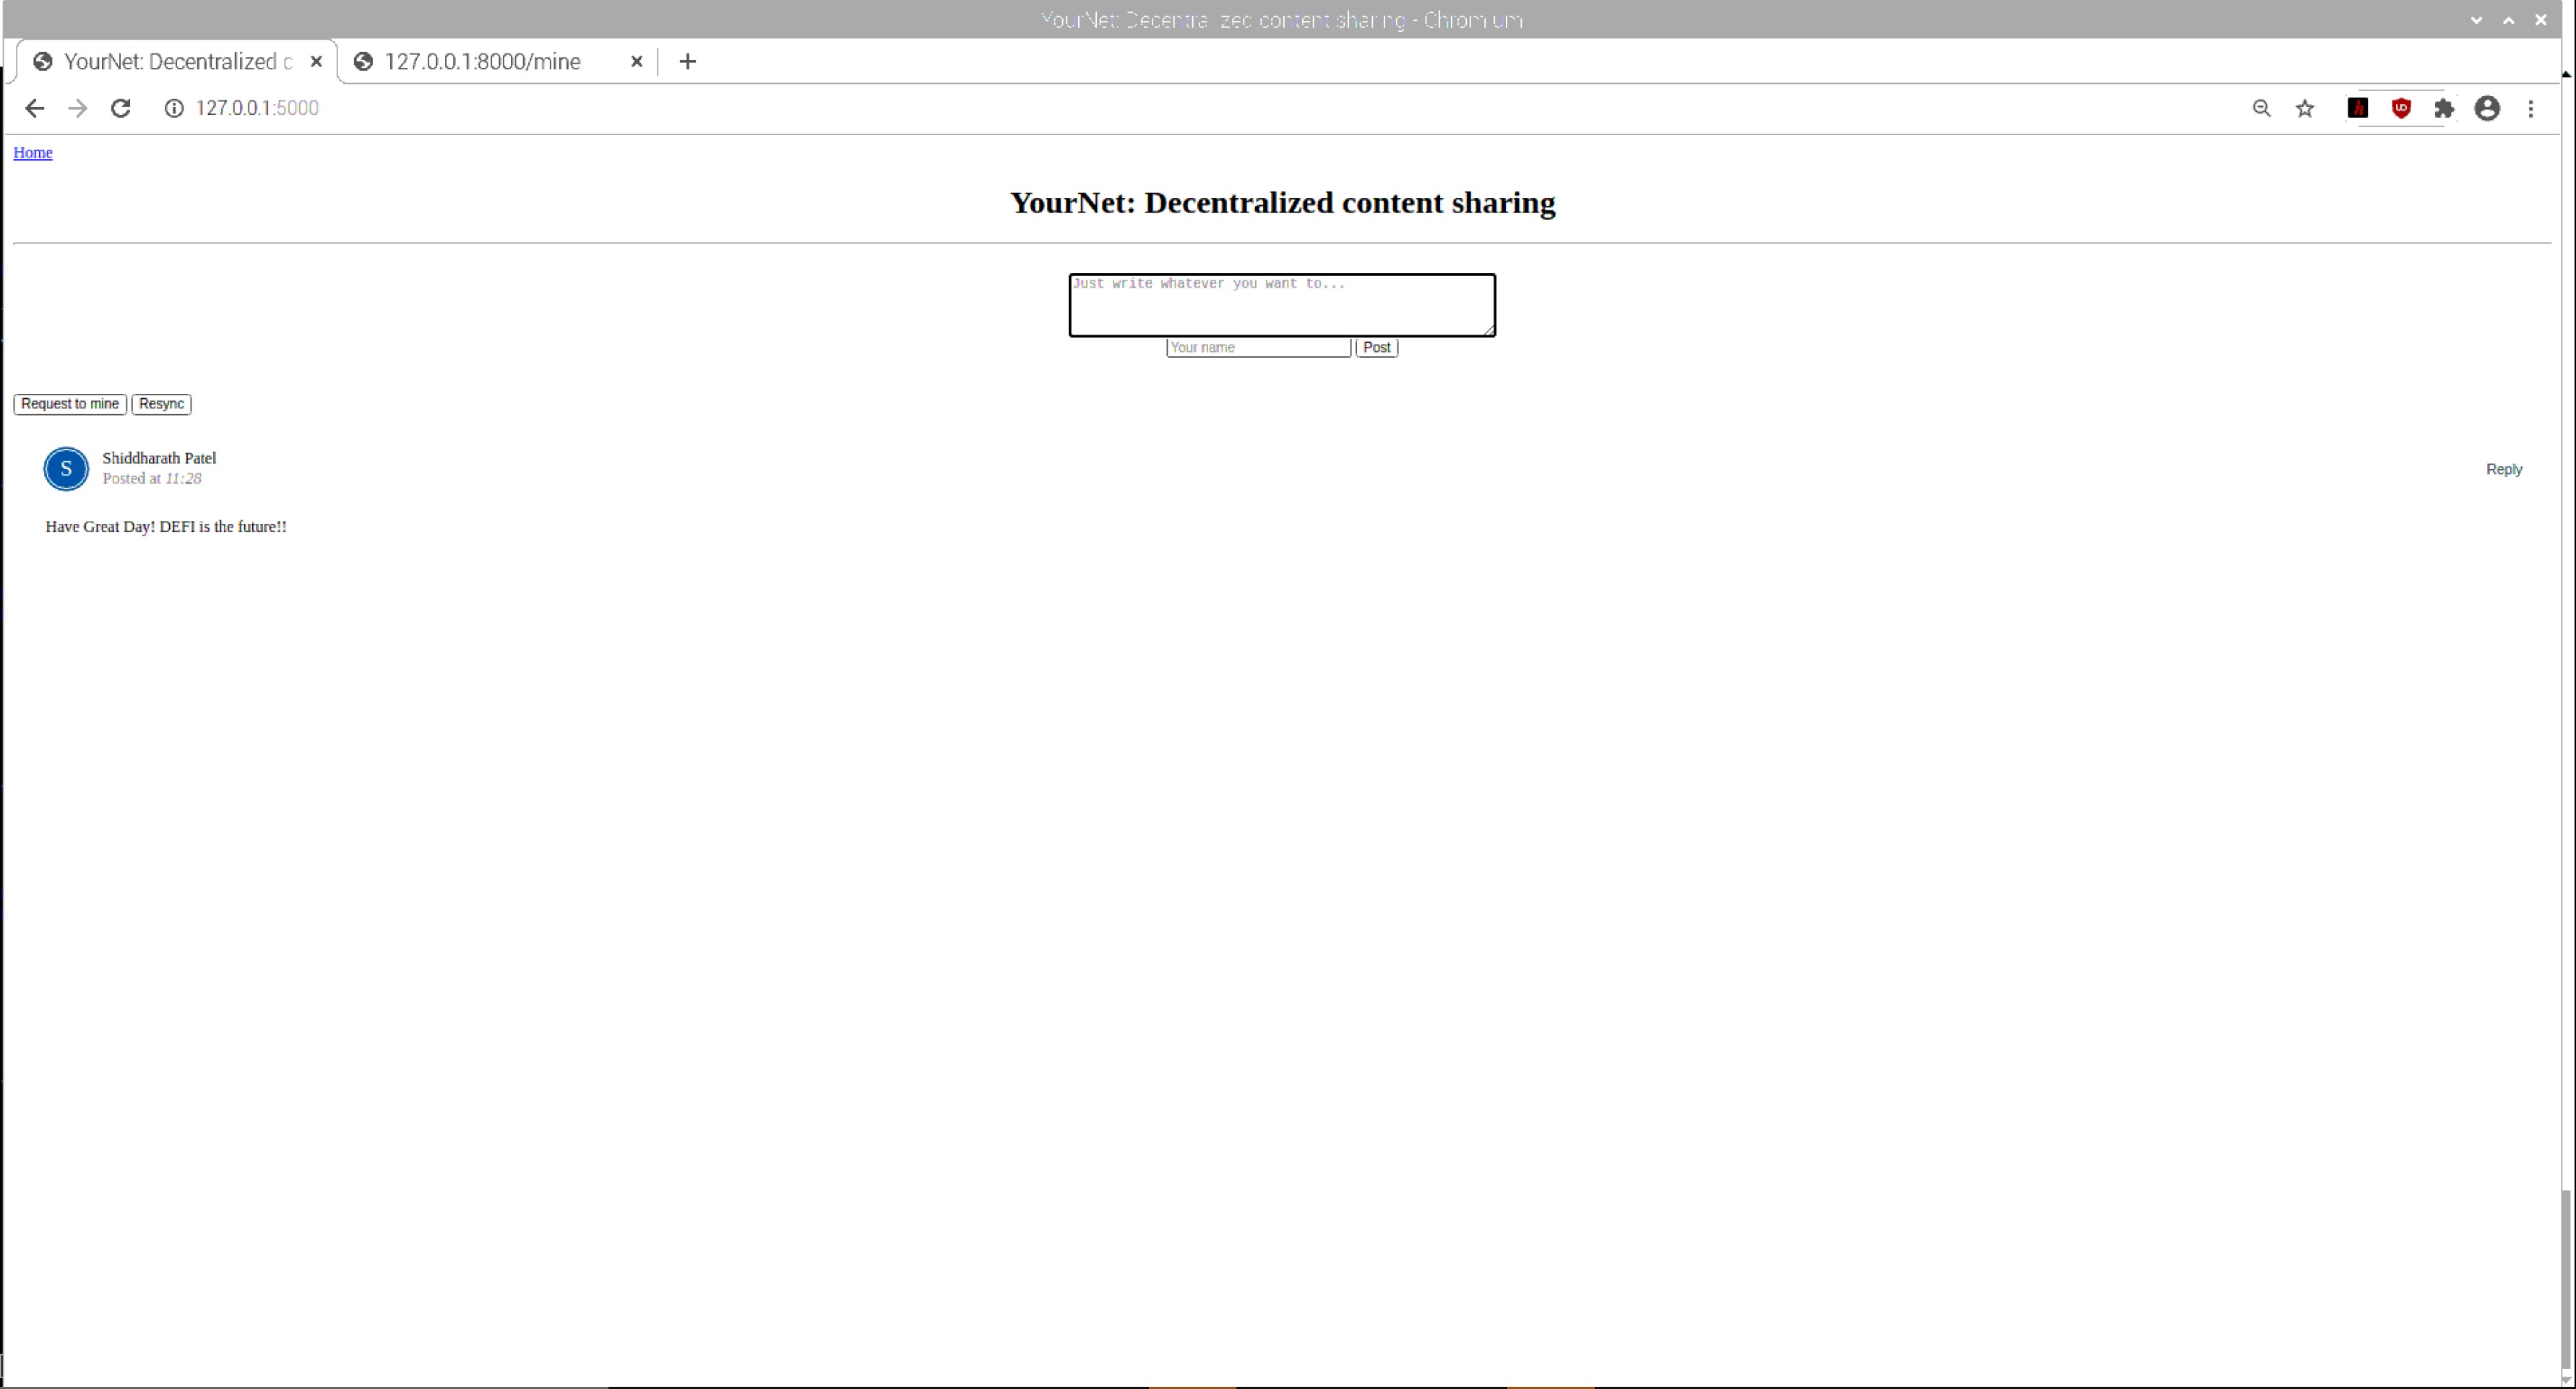 YourNet: Decentralized content sharing - Chromium
YourNet: Decentralized c
127.0.0.1:8000/mine
127.0.0.1:5000
Home
YourNet: Decentralized content sharing
Just write whatever you want to...
Your name Post
Request to mine Resync
S
Shiddharath Patel
Posted at 11:28
Reply
Have Great Day! DEFI is the future!!